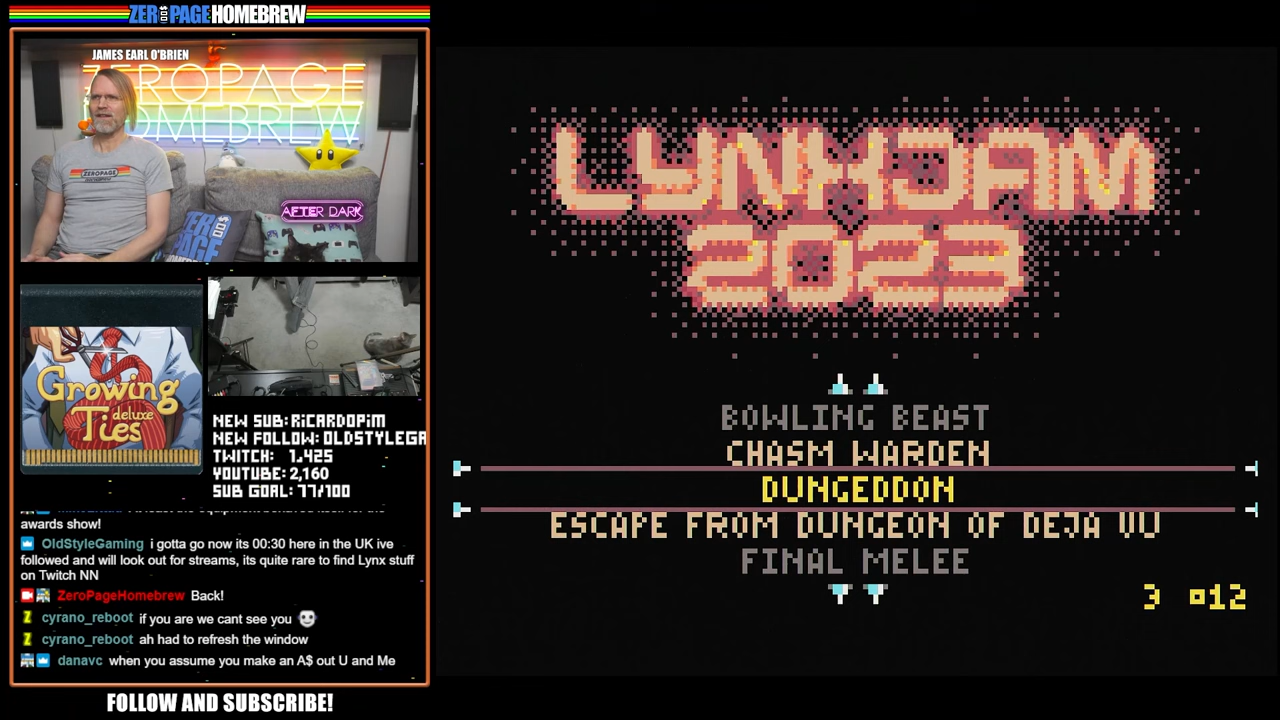 ZEROPAGE HOMEBREW
JAMES EARL O'BRIEN
ZEROPAGE
HOMEBREW
ZEROPAGE
AFTER DARK
ZERO
PAGE
Growing
deluxe
Ties
NEW SUB: RICARDOPIM
NEW FOLLOW: OLDSTYLEGA
TWITCH: 1,425
YOUTUBE: 2,160
SUB GOAL: 77/100
awards show!
OldStyleGaming i gotta go now its 00:30 here in the UK ive
followed and will look out for streams, its quite rare to find Lynx stuff
on Twitch NN
ZeroPageHomebrew Back!
cyrano_reboot if you are we cant see you
cyrano_reboot ah had to refresh the window
danavc when you assume you make an A$ out U and Me
FOLLOW AND SUBSCRIBE!
LYNXJAM
2023
BOWLING BEAST
CHASM WARDEN
DUNGEDDON
ESCAPE FROM DUNGEON OF DEJA VU
FINAL MELEE
3 12